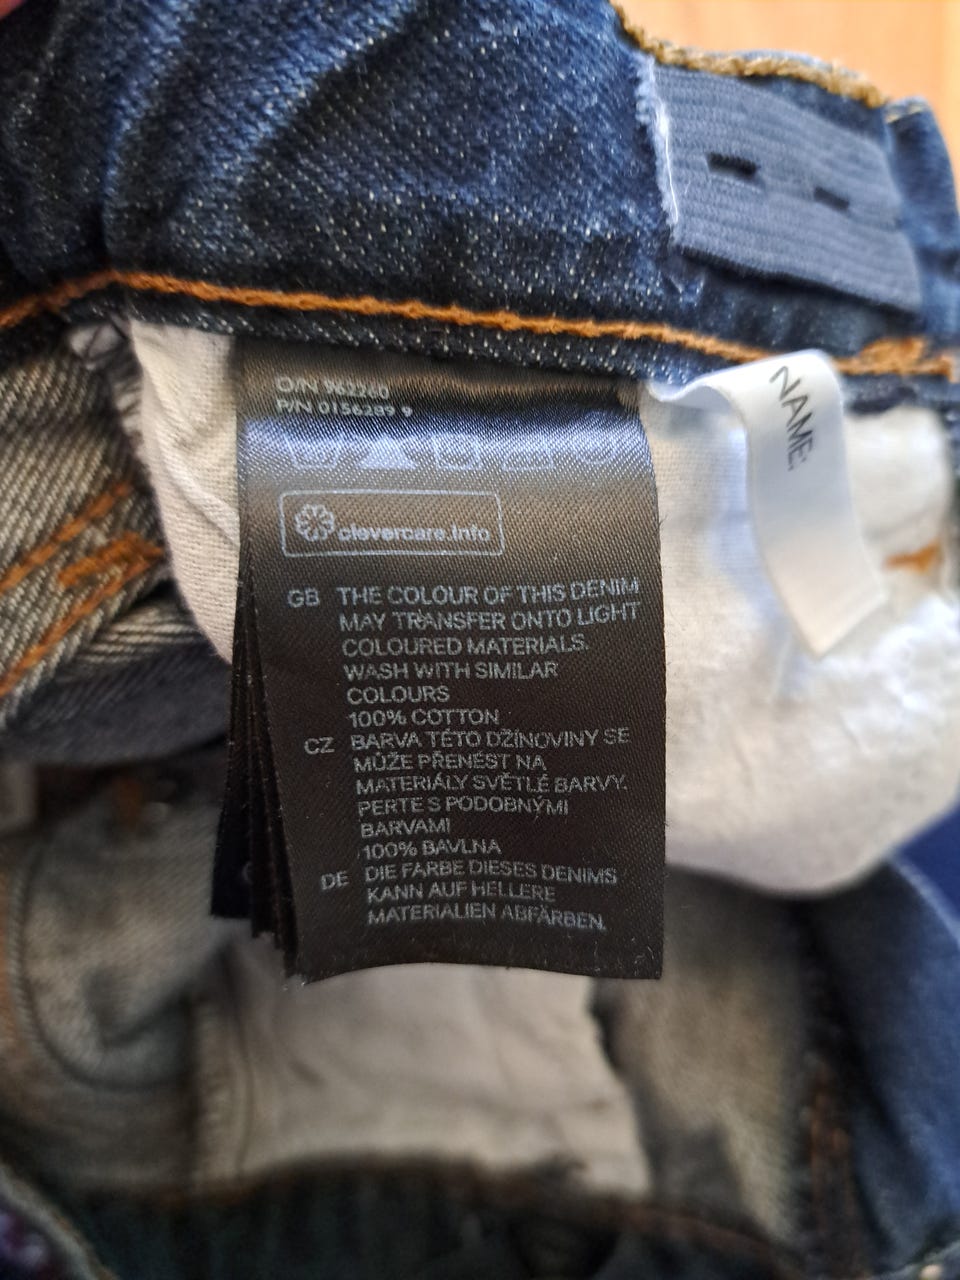 O/N 962260
P/N 0156289 9
clevercare.info
GB THE COLOUR OF THIS DENIM
MAY TRANSFER ONTO LIGHT
COLOURED MATERIALS.
WASH WITH SIMILAR
COLOURS
100% COTTON
CZ BARVA TÉTO DŽÍNOVINY SE
MŮŽE PŘENÉST NA
MATERIÁLY SVĚTLÉ BARVY.
PERTE S PODOBNÝMI
BARVAMI
100% BAVLNA
DE DIE FARBE DIESES DENIMS
KANN AUF HELLERE
MATERIALIEN ABFÄRBEN.
NAME: